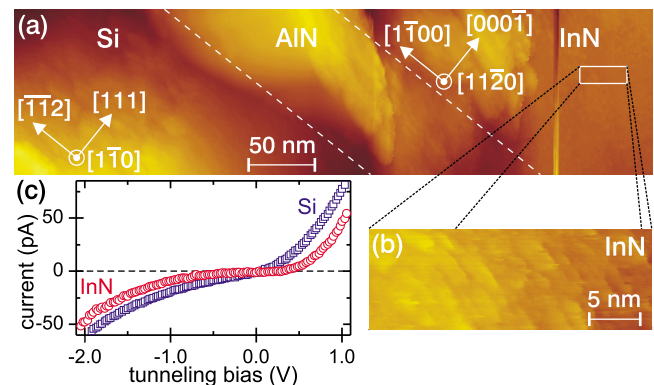 (a)
Si
AlN
InN
[1̅1̅2]
[111]
[11̅0]
[11̅00]
[0001̅]
[112̅0]
50 nm
(c)
Si
InN
current (pA)
50
0
-50
-2.0 -1.0 0.0 1.0
tunneling bias (V)
(b)
InN
5 nm